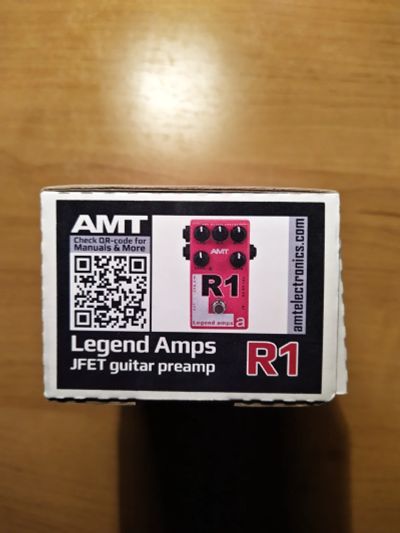 AMT
Check QR-code for
Manuals & More
AMT
R1
Legend amps a
amtelectronics.com
Legend Amps
JFET guitar preamp
R1